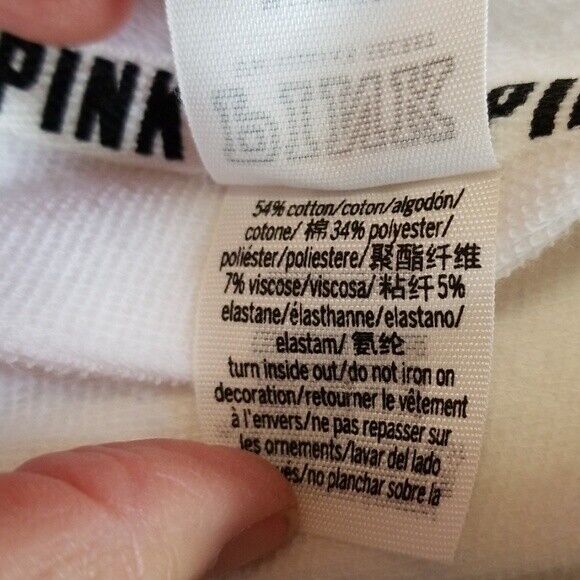 PINK
PI
54% cotton/coton/algodón/
cotone/ 棉 34% polyester/
poliéster/poliestere/聚酯纤维
7% viscose/viscosa/粘纤 5%
elastane/élasthanne/elastano/
elastam/ 氨纶
turn inside out/do not iron on
decoration/retourner le vêtement
à l'envers/ne pas repasser sur
les ornements/lavar del lado
/no planchar sobre la